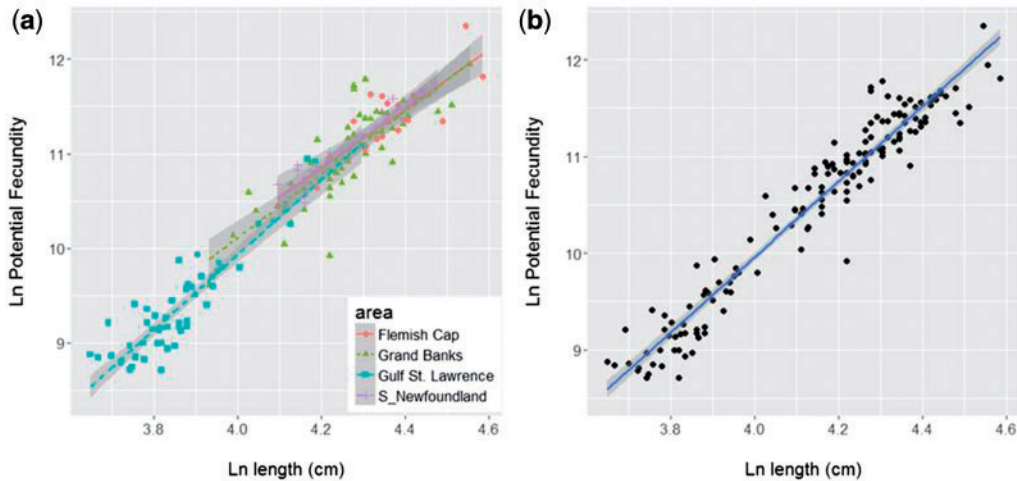 (a)
Ln Potential Fecundity
12
11
10
9
3.8 4.0 4.2 4.4 4.6
Ln length (cm)
area
Flemish Cap
Grand Banks
Gulf St. Lawrence
S_Newfoundland
(b)
Ln Potential Fecundity
12
11
10
9
3.8 4.0 4.2 4.4 4.6
Ln length (cm)